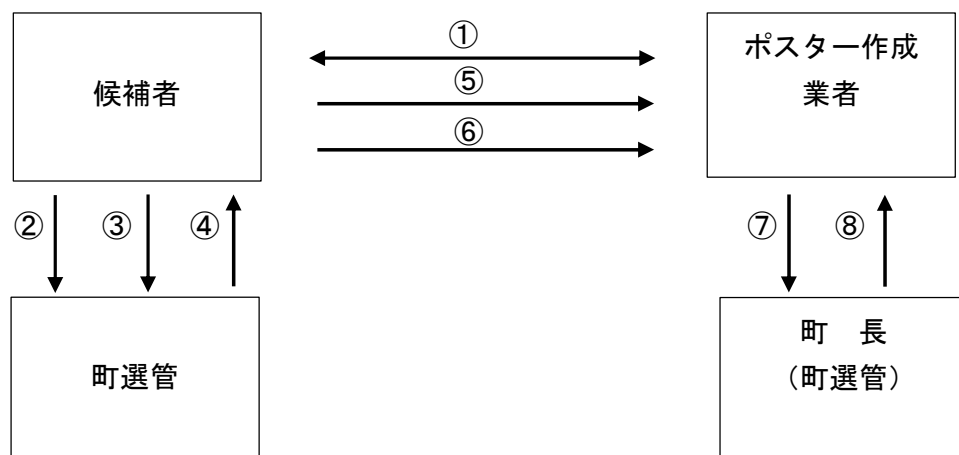 候補者
①
⑤
⑥
ポスター作成
業者
②
③
④
⑦
⑧
町選管
町　長
（町選管）